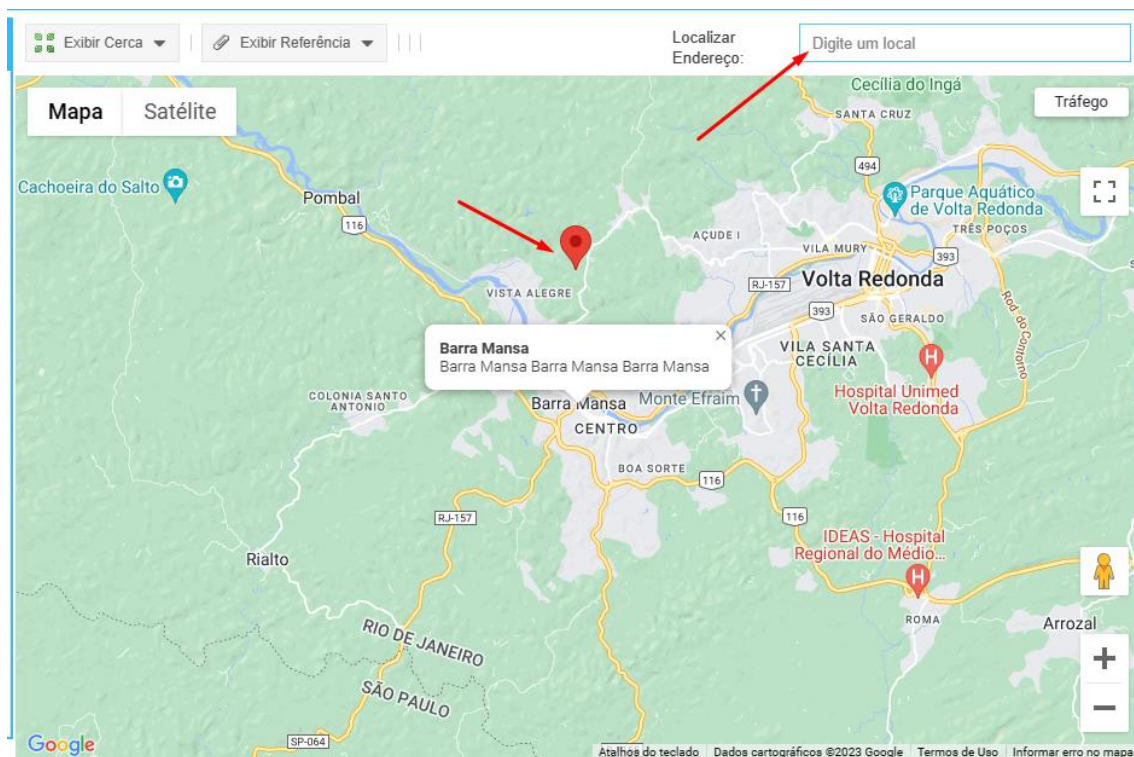 Exibir Cerca
Exibir Referência
Localizar
Endereço:
Digite um local
Mapa
Satélite
Tráfego
Cecília do Ingá
SANTA CRUZ
494
Cachoeira do Salto
Pombal
116
Parque Aquático
de Volta Redonda
TRÊS POÇOS
AÇUDE I
VILA MURY
393
RJ-157
Volta Redonda
VISTA ALEGRE
393
SÃO GERALDO
Rod. do Contorno
Barra Mansa
Barra Mansa Barra Mansa Barra Mansa
VILA SANTA
CECÍLIA
Hospital Unimed
Volta Redonda
COLONIA SANTO
ANTONIO
Barra Mansa
Monte Efraim
CENTRO
BOA SORTE
116
RJ-157
116
IDEAS - Hospital
Regional do Médio...
Rialto
ROMA
Arrozal
RIO DE JANEIRO
SÃO PAULO
SP-064
Google
Atalhos do teclado
Dados cartográficos ©2023 Google
Termos de Uso
Informar erro no mapa